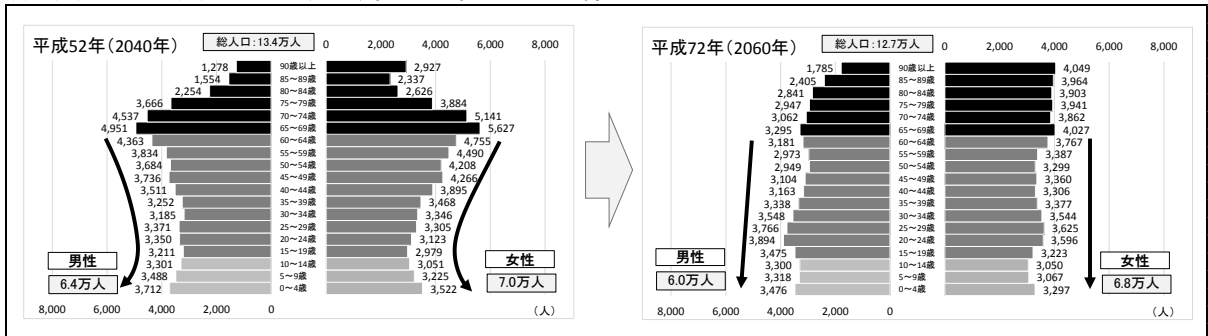 平成52年(2040年)
総人口:13.4万人
0 2,000 4,000 6,000 8,000
1,278 90歳以上 2,927
1,554 85~89歳 2,337
2,254 80~84歳 2,626
3,666 75~79歳 3,884
4,537 70~74歳 5,141
4,951 65~69歳 5,627
4,363 60~64歳 4,755
3,834 55~59歳 4,490
3,684 50~54歳 4,208
3,736 45~49歳 4,266
3,511 40~44歳 3,895
3,252 35~39歳 3,468
3,185 30~34歳 3,346
3,371 25~29歳 3,305
3,350 20~24歳 3,123
3,211 15~19歳 2,979
3,301 10~14歳 3,051
3,488 5~9歳 3,225
3,712 0~4歳 3,522
男性
6.4万人
女性
7.0万人
8,000 6,000 4,000 2,000 0
(人)
平成72年(2060年)
総人口:12.7万人
0 2,000 4,000 6,000 8,000
1,785 90歳以上 4,049
2,405 85~89歳 3,964
2,841 80~84歳 3,903
2,947 75~79歳 3,941
3,062 70~74歳 3,862
3,295 65~69歳 4,027
3,181 60~64歳 3,767
2,973 55~59歳 3,387
2,949 50~54歳 3,299
3,104 45~49歳 3,360
3,163 40~44歳 3,306
3,338 35~39歳 3,377
3,548 30~34歳 3,544
3,766 25~29歳 3,625
3,894 20~24歳 3,596
3,475 15~19歳 3,223
3,300 10~14歳 3,050
3,318 5~9歳 3,067
3,476 0~4歳 3,297
男性
6.0万人
女性
6.8万人
8,000 6,000 4,000 2,000 0
(人)